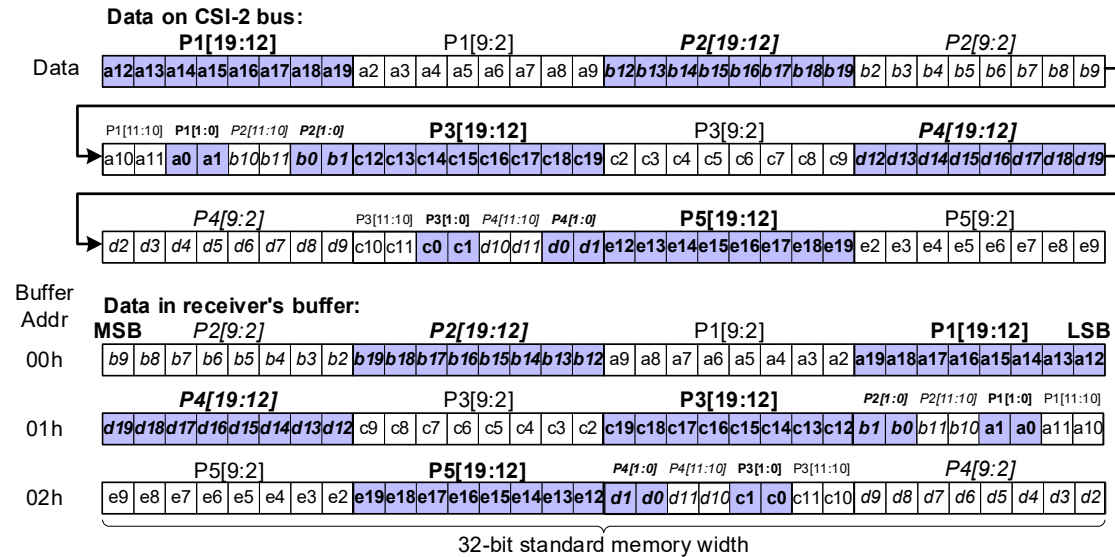 Data on CSI-2 bus:
P1[19:12] P1[9:2] P2[19:12] P2[9:2]
Data a12 a13 a14 a15 a16 a17 a18 a19 a2 a3 a4 a5 a6 a7 a8 a9 b12 b13 b14 b15 b16 b17 b18 b19 b2 b3 b4 b5 b6 b7 b8 b9
P1[11:10] P1[1:0] P2[11:10] P2[1:0] P3[19:12] P3[9:2] P4[19:12]
a10 a11 a0 a1 b10 b11 b0 b1 c12 c13 c14 c15 c16 c17 c18 c19 c2 c3 c4 c5 c6 c7 c8 c9 d12 d13 d14 d15 d16 d17 d18 d19
P4[9:2] P3[11:10] P3[1:0] P4[11:10] P4[1:0] P5[19:12] P5[9:2]
d2 d3 d4 d5 d6 d7 d8 d9 c10 c11 c0 c1 d10 d11 d0 d1 e12 e13 e14 e15 e16 e17 e18 e19 e2 e3 e4 e5 e6 e7 e8 e9
Buffer
Addr
Data in receiver's buffer:
MSB P2[9:2] P2[19:12] P1[9:2] P1[19:12] LSB
00h b9 b8 b7 b6 b5 b4 b3 b2 b19 b18 b17 b16 b15 b14 b13 b12 a9 a8 a7 a6 a5 a4 a3 a2 a19 a18 a17 a16 a15 a14 a13 a12
P4[19:12] P3[9:2] P3[19:12] P2[1:0] P2[11:10] P1[1:0] P1[11:10]
01h d19 d18 d17 d16 d15 d14 d13 d12 c9 c8 c7 c6 c5 c4 c3 c2 c19 c18 c17 c16 c15 c14 c13 c12 b1 b0 b11 b10 a1 a0 a11 a10
P5[9:2] P5[19:12] P4[1:0] P4[11:10] P3[1:0] P3[11:10] P4[9:2]
02h e9 e8 e7 e6 e5 e4 e3 e2 e19 e18 e17 e16 e15 e14 e13 e12 d1 d0 d11 d10 c1 c0 c11 c10 d9 d8 d7 d6 d5 d4 d3 d2
32-bit standard memory width